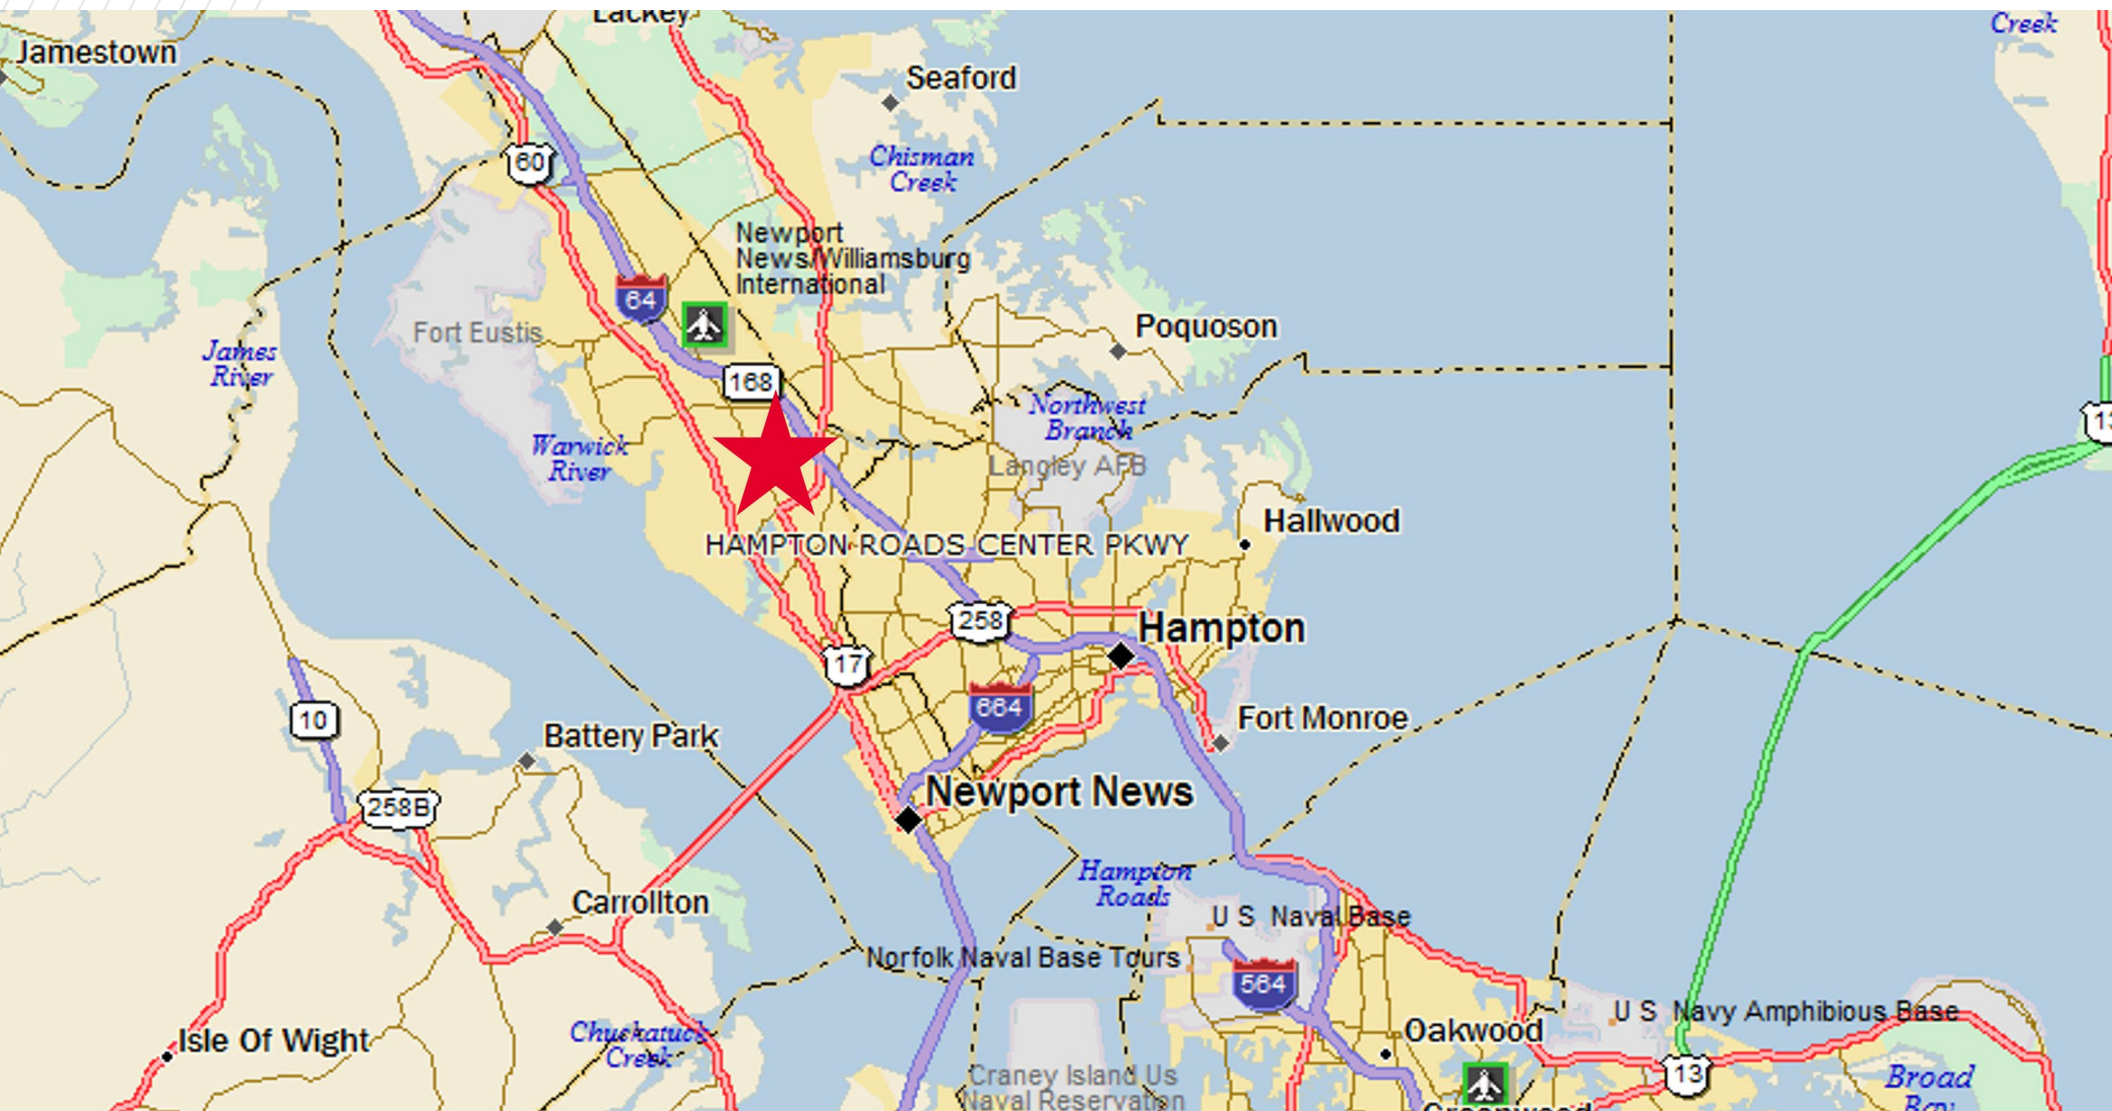 Lackey
Creek
Jamestown
Seaford
Chisman
Creek
60
Newport
News/Williamsburg
International
64
Fort Eustis
Poquoson
James
River
168
Northwest
Branch
13
Warwick
River
Langley AFB
Hallwood
HAMPTON ROADS CENTER PKWY
258
Hampton
17
664
10
Fort Monroe
Battery Park
Newport News
258B
Hampton
Roads
Carrollton
U S Naval Base
Norfolk Naval Base Tours
564
U S Navy Amphibious Base
Isle Of Wight
Chuckatuck
Creek
Oakwood
Craney Island Us
Naval Reservation
13
Broad
Bay
Greenwood